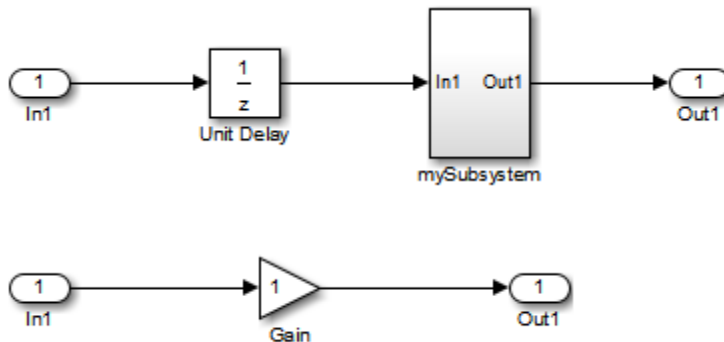 1
In1
1
z
Unit Delay
In1 Out1
mySubsystem
1
Out1
1
In1
1
Gain
1
Out1